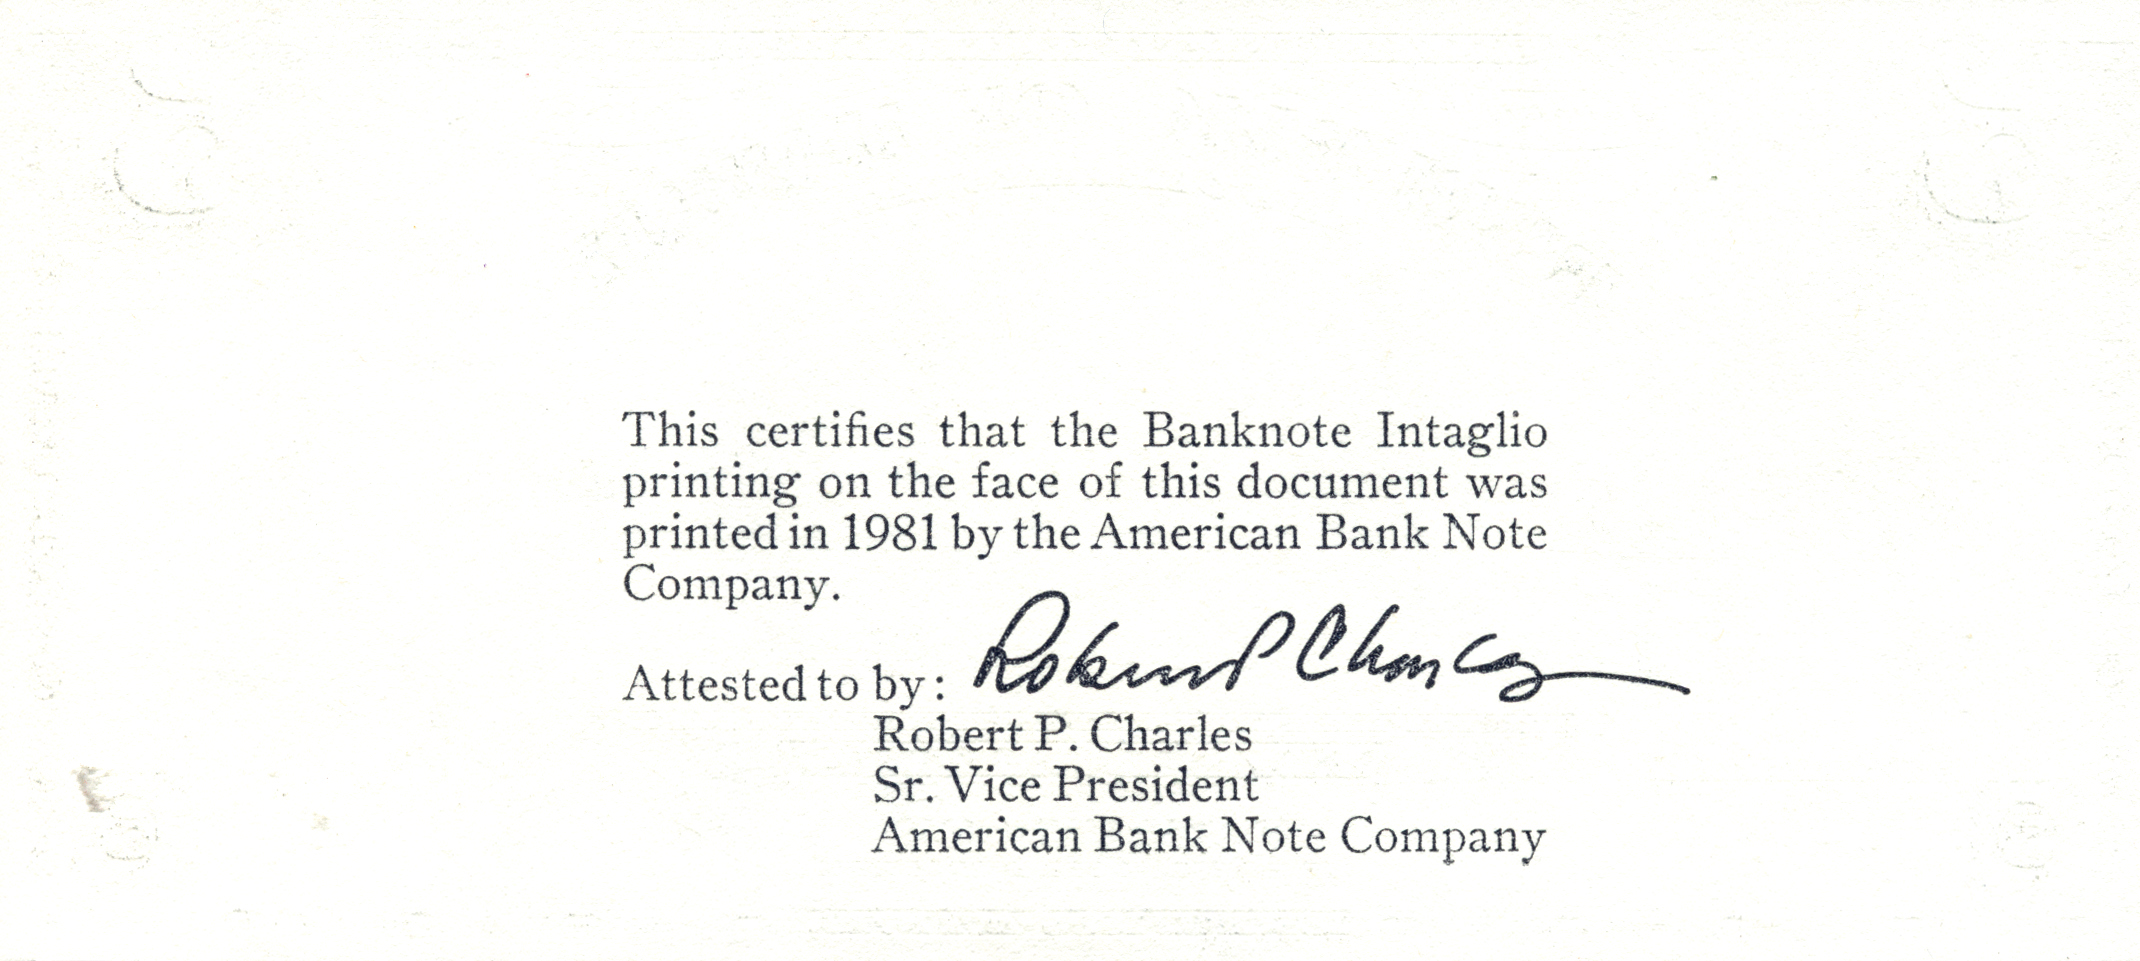 This certifies that the Banknote Intaglio
printing on the face of this document was
printed in 1981 by the American Bank Note
Company.
Attested to by: Robert P Charles
Robert P. Charles
Sr. Vice President
American Bank Note Company